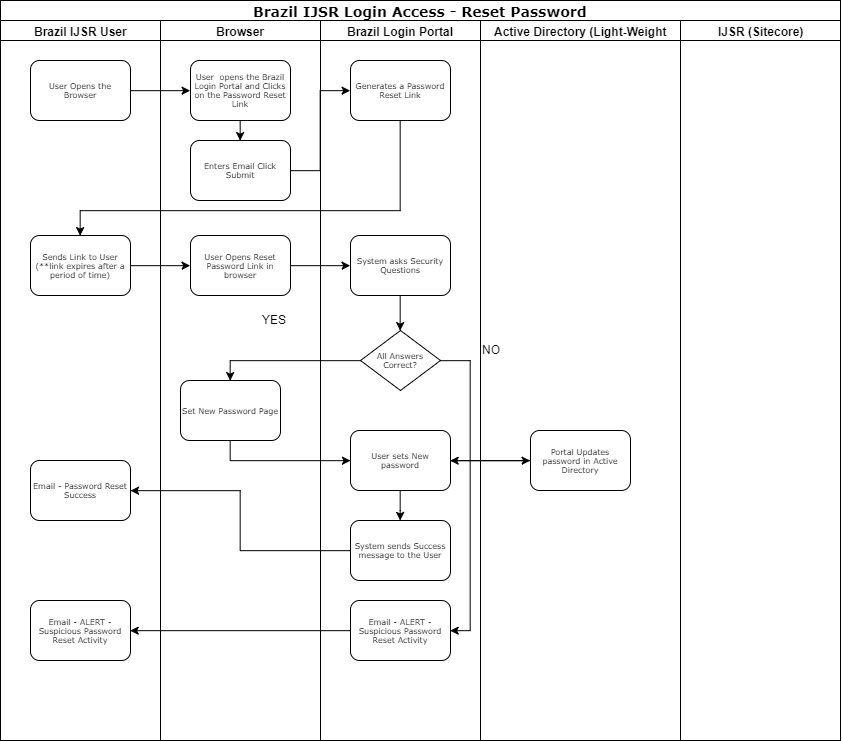 Brazil IJSR Login Access - Reset Password
Brazil IJSR User
Browser
Brazil Login Portal
Active Directory (Light-Weight
IJSR (Sitecore)
User Opens the
Browser
User opens the Brazil
Login Portal and Clicks
on the Password Reset
Link
Generates a Password
Reset Link
Enters Email Click
Submit
Sends Link to User
(**link expires after a
period of time)
User Opens Reset
Password Link in
browser
System asks Security
Questions
YES
All Answers
Correct?
NO
Set New Password Page
User sets New
password
Portal Updates
password in Active
Directory
Email - Password Reset
Success
System sends Success
message to the User
Email - ALERT -
Suspicious Password
Reset Activity
Email - ALERT -
Suspicious Password
Reset Activity